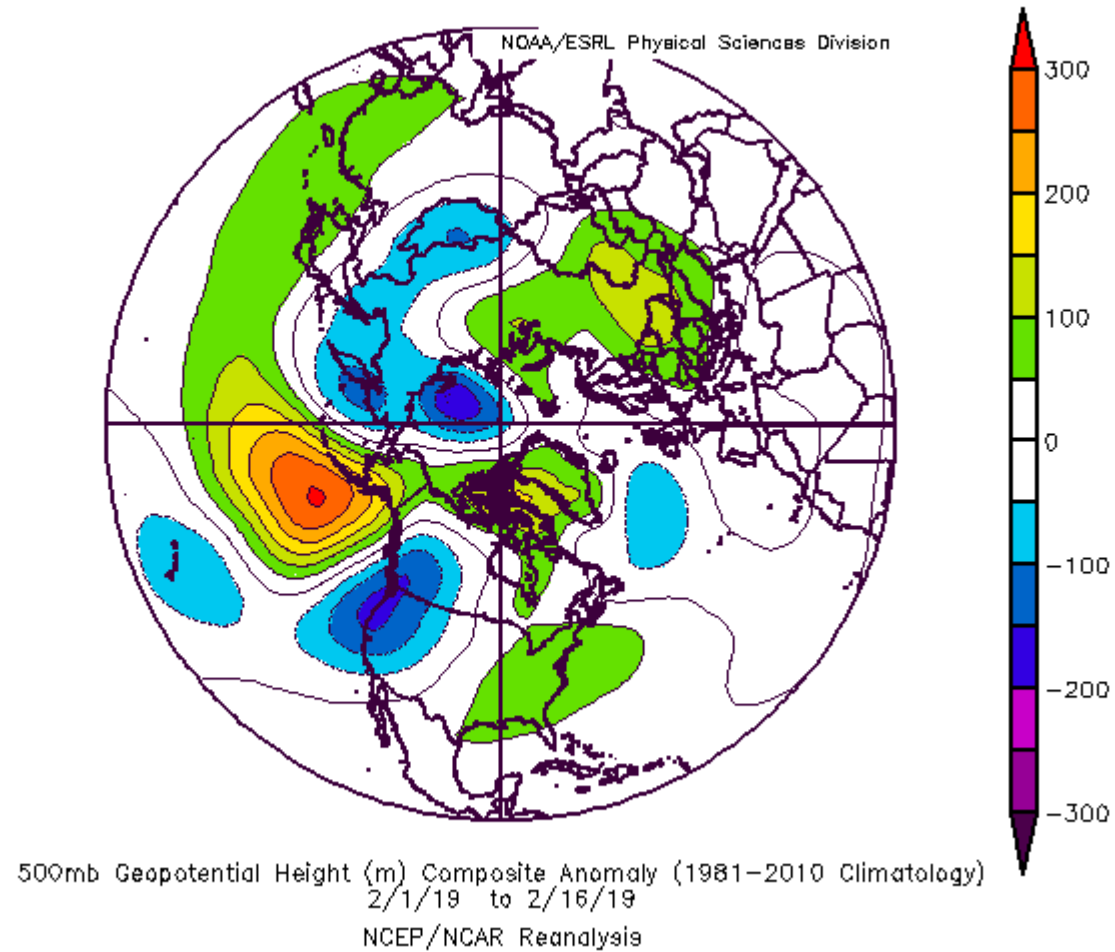 NOAA/ESRL Physical Sciences Division
300
200
100
0
-100
-200
-300
500mb Geopotential Height (m) Composite Anomaly (1981-2010 Climatology)
2/1/19 to 2/16/19
NCEP/NCAR Reanalysis